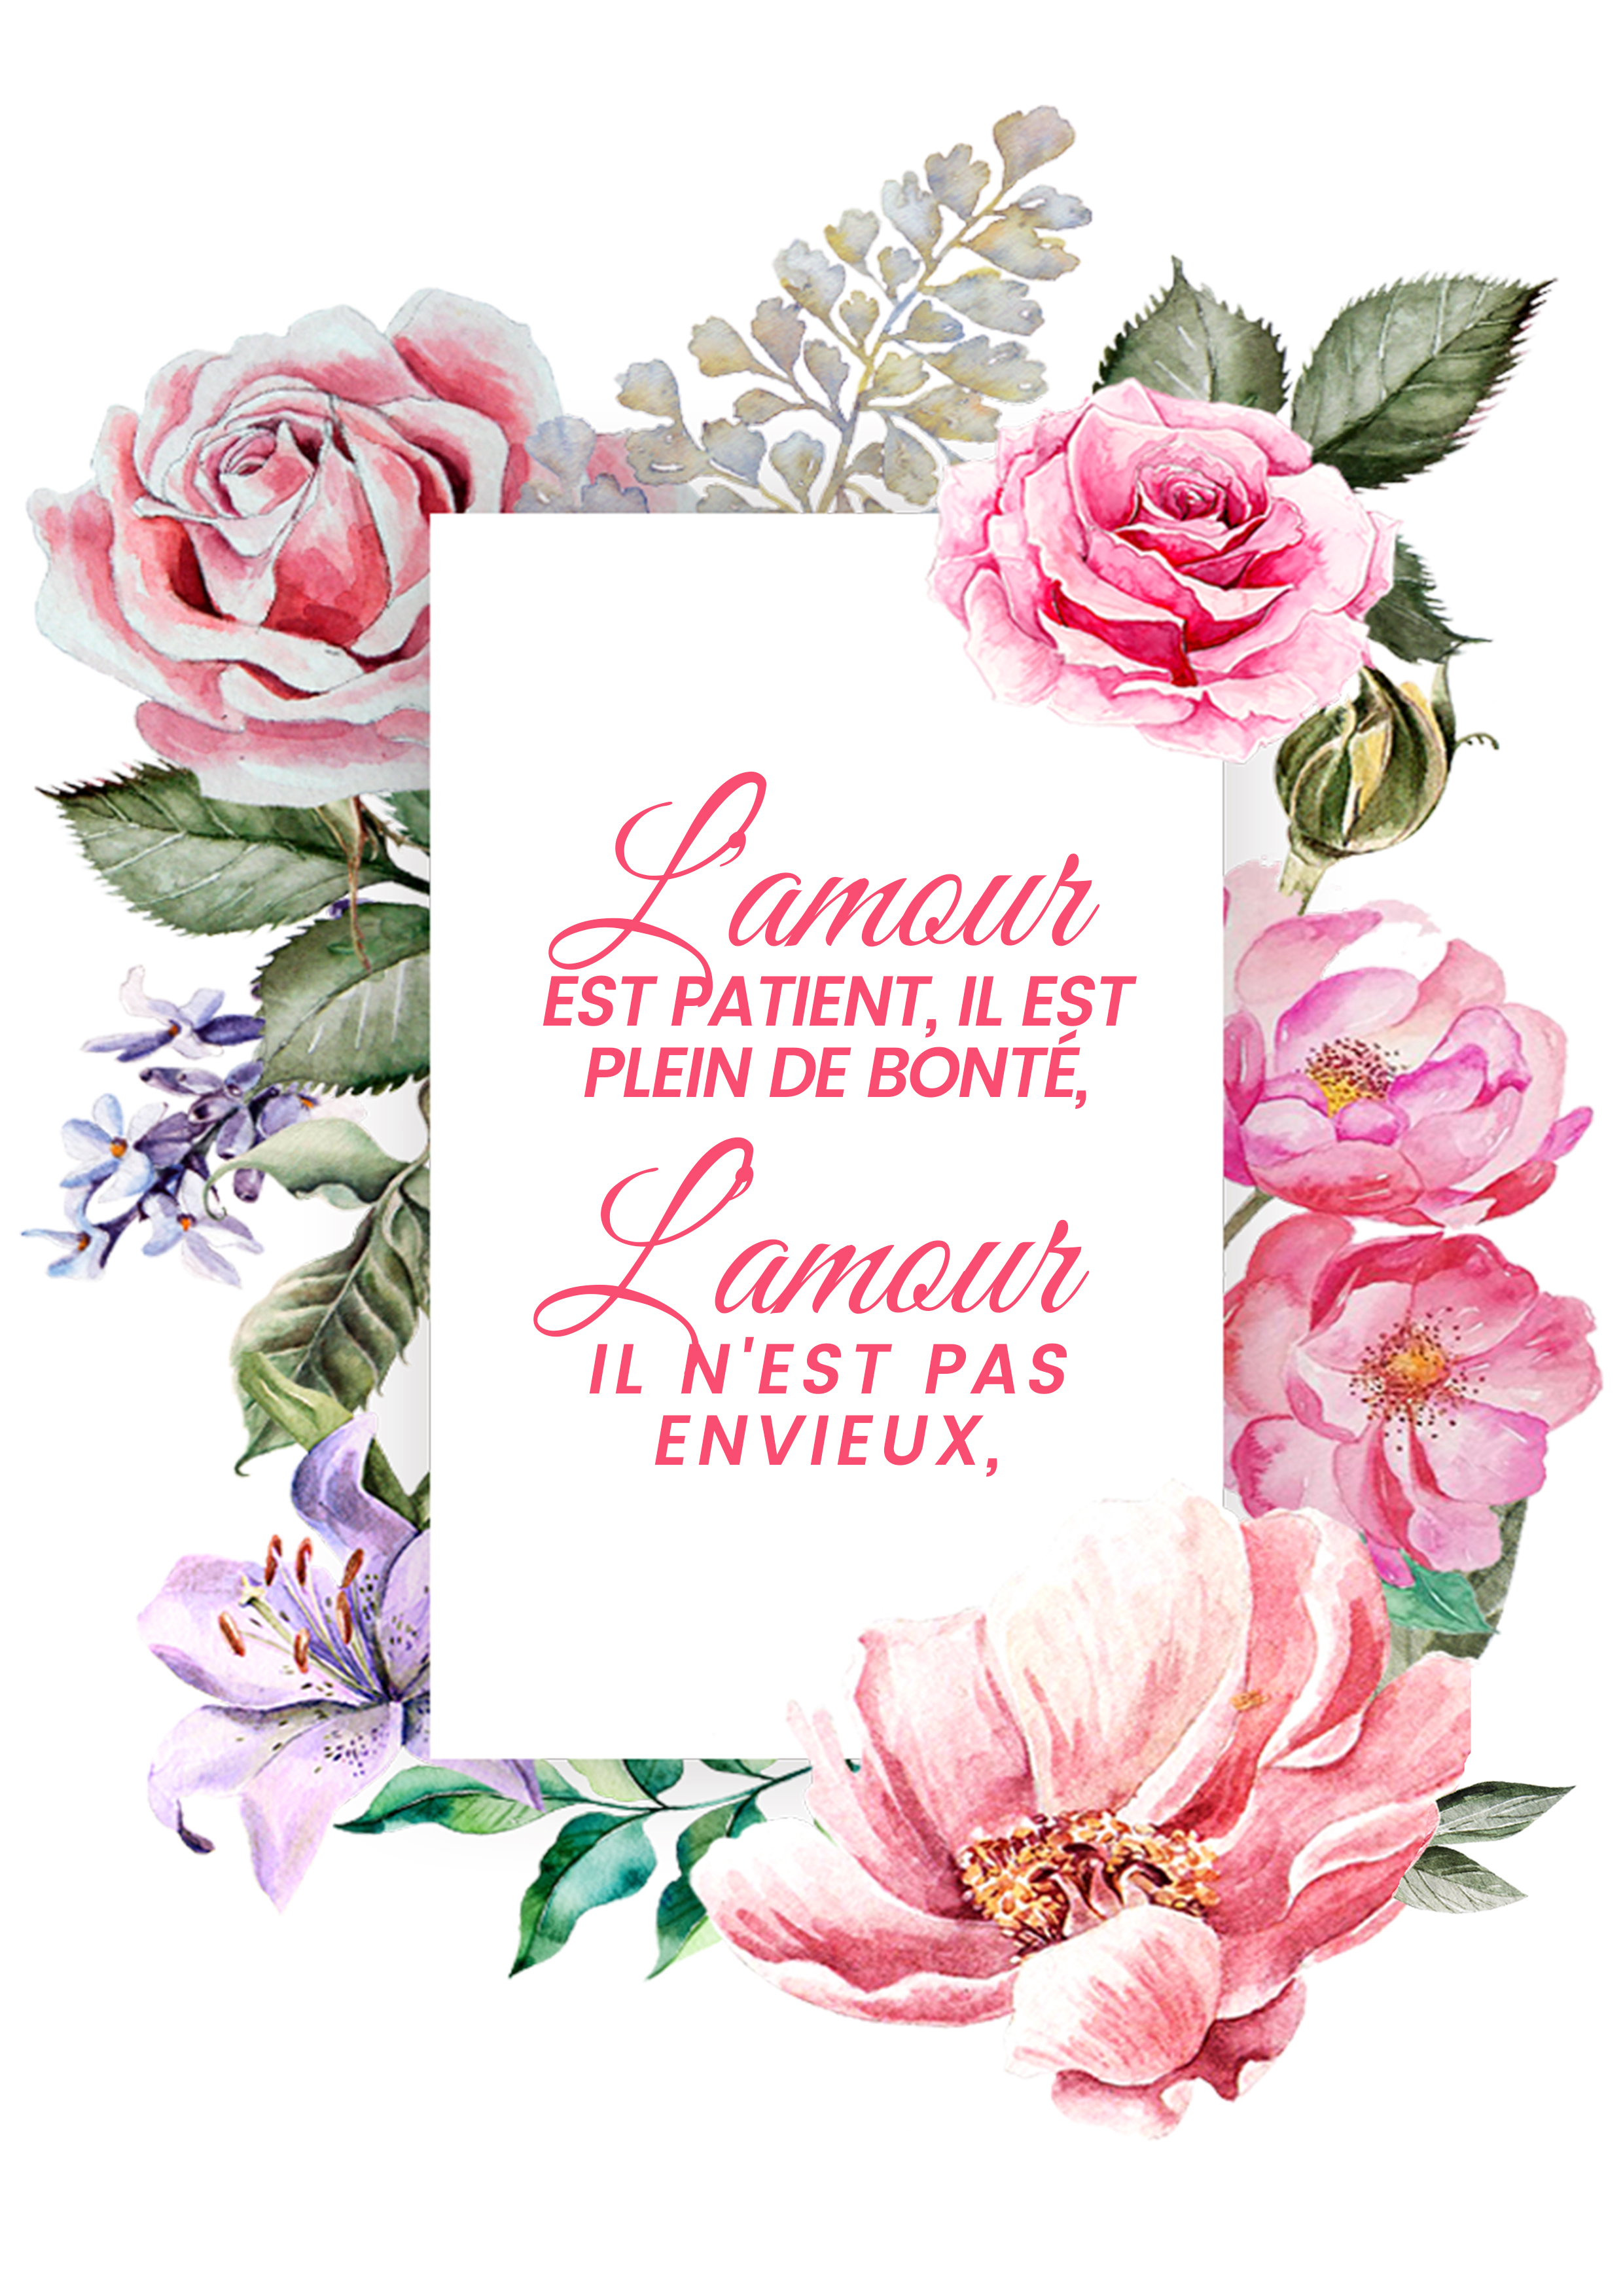 L'amour
EST PATIENT, IL EST
PLEIN DE BONTÉ,
L'amour
IL N'EST PAS
ENVIEUX,